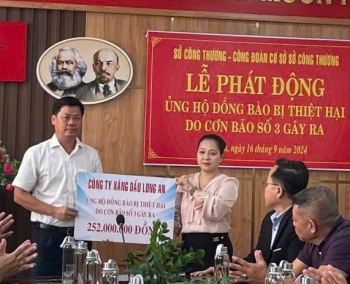 SỞ CÔNG THƯƠNG - CÔNG ĐOÀN CƠ SỞ SỞ CÔNG THƯƠNG
LỄ PHÁT ĐỘNG
ỦNG HỘ ĐỒNG BÀO BỊ THIỆT HẠI
DO CƠN BÃO SỐ 3 GÂY RA
ngày 16 tháng 9 năm 2024
CÔNG TY XĂNG DẦU LONG AN
ỦNG HỘ ĐỒNG BÀO BỊ THIỆT HẠI
DO CƠN BÃO SỐ 3 GÂY RA
252.000.000 ĐỒNG